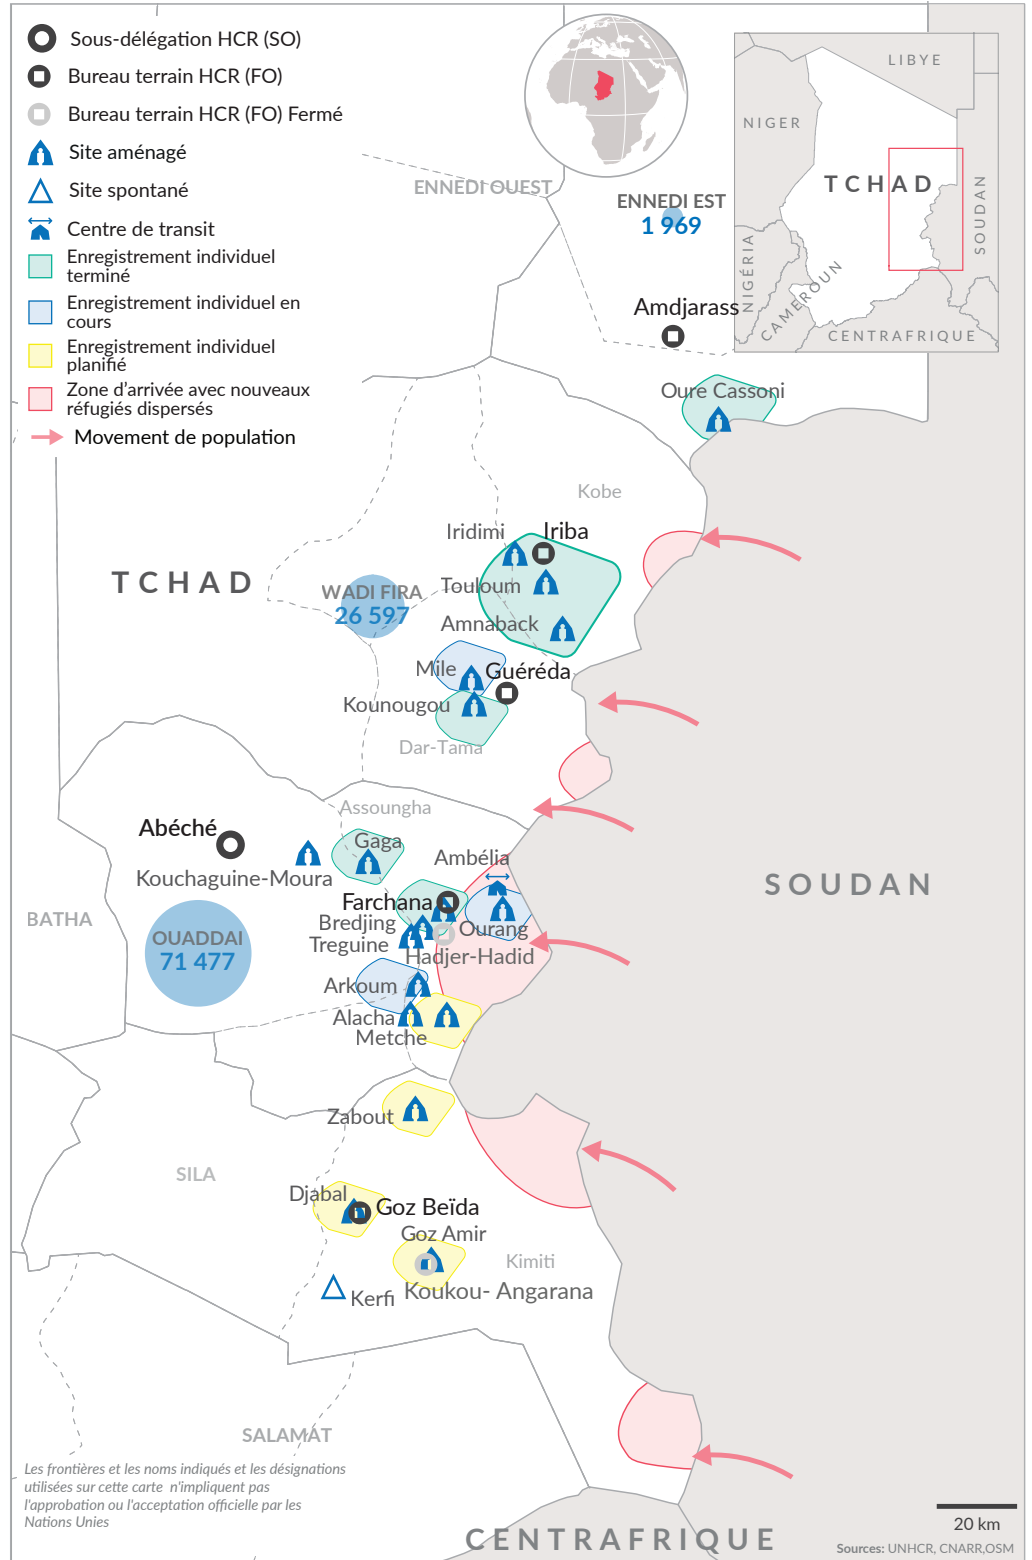 Sous-délégation HCR (SO)
Bureau terrain HCR (FO)
Bureau terrain HCR (FO) Fermé
Site aménagé
Site spontané
Centre de transit
Enregistrement individuel
terminé
Enregistrement individuel en
cours
Enregistrement individuel
planifié
Zone d'arrivée avec nouveaux
réfugiés dispersés
Movement de population
LIBYE
NIGER
TCHAD
SOUDAN
NIGÉRIA
CAMEROUN
CENTRAFRIQUE
ENNEDI OUEST
ENNEDI EST
1 969
Amdjarass
Oure Cassoni
Kobe
Iridimi
Iriba
TCHAD
WADI FIRA
26 597
Touloum
Amnaback
Mile
Guéréda
Kounougou
Dar-Tama
Assoungha
Abéché
Gaga
Kouchaguine-Moura
Ambélia
SOUDAN
Farchana
BATHA
Bredjing
Ourang
OUADDAI
71 477
Treguine
Hadjer-Hadid
Arkoum
Alacha
Metche
Zabout
SILA
Djabal
Goz Beïda
Goz Amir
Kimiti
Kerfi
Koukou- Angarana
SALAMAT
Les frontières et les noms indiqués et les désignations
utilisées sur cette carte n'impliquent pas
l'approbation ou l'acceptation officielle par les
Nations Unies
20 km
CENTRAFRIQUE
Sources: UNHCR, CNARR,OSM